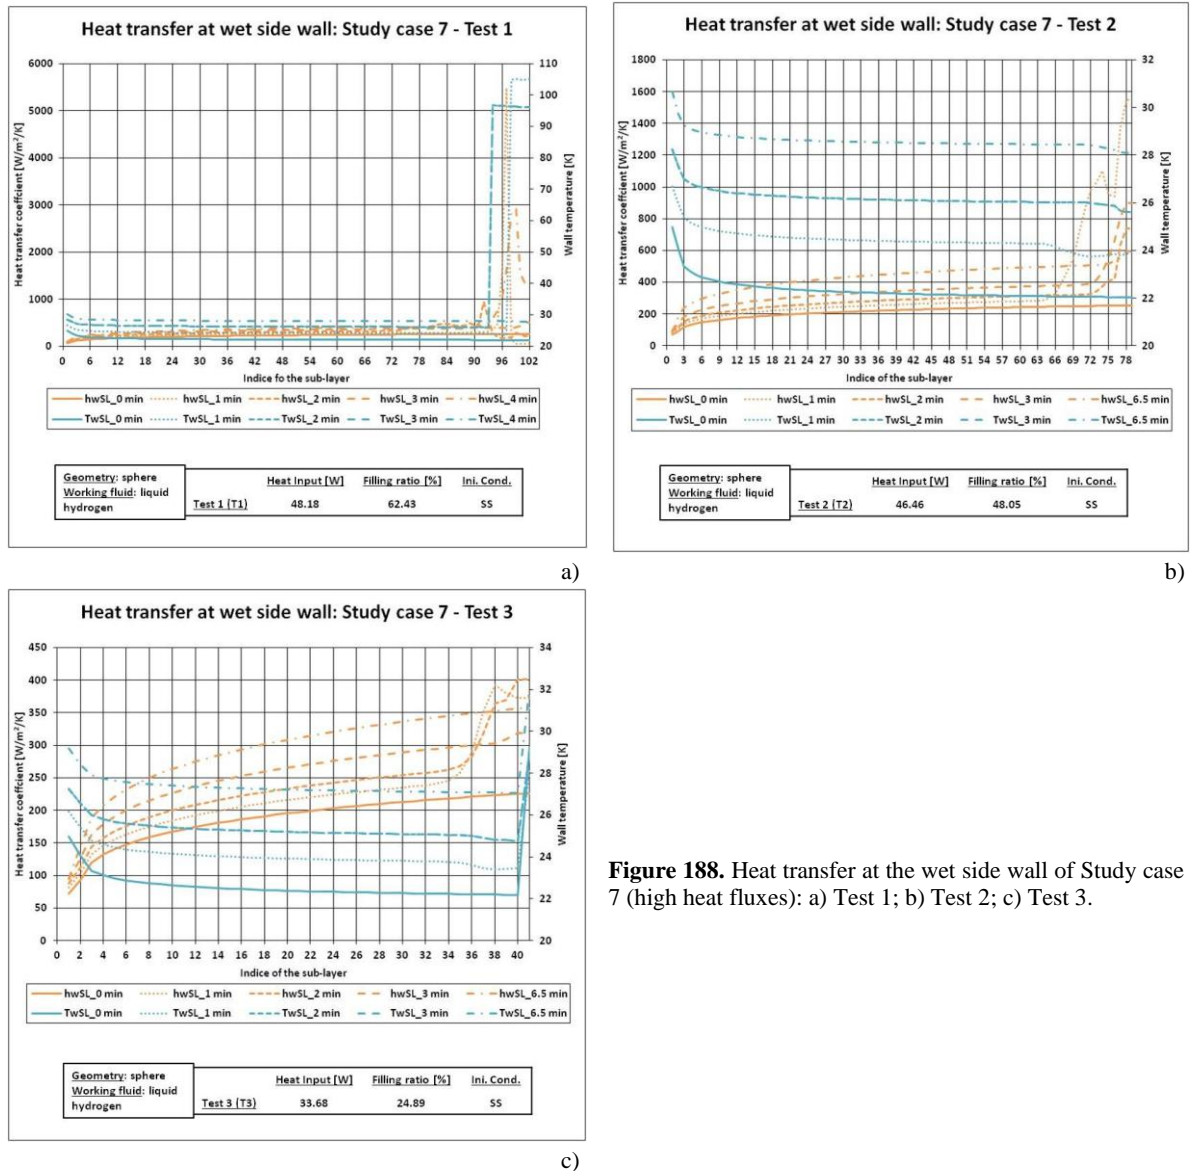 Heat transfer at wet side wall: Study case 7 - Test 1
6000 5000 4000 3000 2000 1000 0
Heat transfer coeffcient [W/m²/K]
110 100 90 80 70 60 50 40 30 20
Wall temperature [K]
0 6 12 18 24 30 36 42 48 54 60 66 72 78 84 90 96 102
Indice fo the sub-layer
hwSL_0 min hwSL_1 min hwSL_2 min hwSL_3 min hwSL_4 min
TwSL_0 min TwSL_1 min TwSL_2 min TwSL_3 min TwSL_4 min
Geometry: sphere
Working fluid: liquid
hydrogen
Heat Input [W] Filling ratio [%] Ini. Cond.
Test 1 (T1) 48.18 62.43 SS
a)
Heat transfer at wet side wall: Study case 7 - Test 2
1800 1600 1400 1200 1000 800 600 400 200 0
Heat transfer coeffcient [W/m²/K]
32 30 28 26 24 22 20
Wall temperature [K]
0 3 6 9 12 15 18 21 24 27 30 33 36 39 42 45 48 51 54 57 60 63 66 69 72 75 78
Indice of the sub-layer
hwSL_0 min hwSL_1 min hwSL_2 min hwSL_3 min hwSL_6.5 min
TwSL_0 min TwSL_1 min TwSL_2 min TwSL_3 min TwSL_6.5 min
Geometry: sphere
Working fluid: liquid
hydrogen
Heat Input [W] Filling ratio [%] Ini. Cond.
Test 2 (T2) 46.46 48.05 SS
b)
Heat transfer at wet side wall: Study case 7 - Test 3
450 400 350 300 250 200 150 100 50 0
Heat transfer coeffcient [W/m²/K]
34 32 30 28 26 24 22 20
Wall temperature [K]
0 2 4 6 8 10 12 14 16 18 20 22 24 26 28 30 32 34 36 38 40
Indice of the sub-layer
hwSL_0 min hwSL_1 min hwSL_2 min hwSL_3 min hwSL_6.5 min
TwSL_0 min TwSL_1 min TwSL_2 min TwSL_3 min TwSL_6.5 min
Geometry: sphere
Working fluid: liquid
hydrogen
Heat Input [W] Filling ratio [%] Ini. Cond.
Test 3 (T3) 33.68 24.89 SS
c)
Figure 188. Heat transfer at the wet side wall of Study case
7 (high heat fluxes): a) Test 1; b) Test 2; c) Test 3.